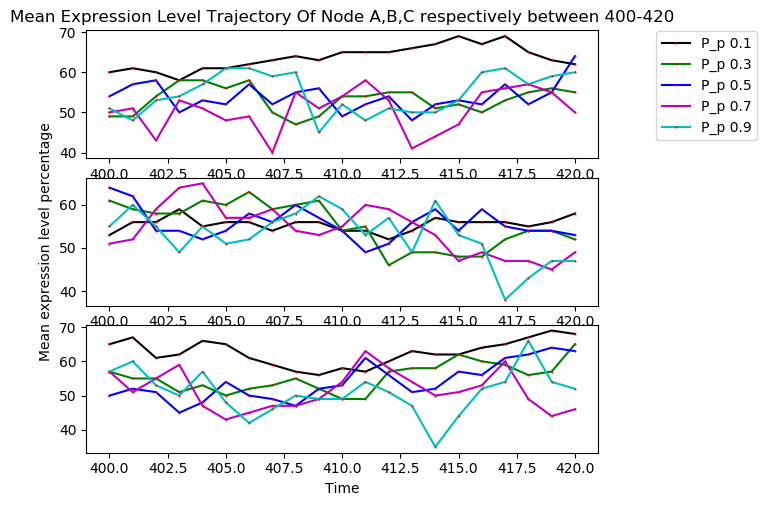 Mean Expression Level Trajectory Of Node A,B,C respectively between 400-420
70
60
50
40
400.0 402.5 405.0 407.5 410.0 412.5 415.0 417.5 420.0
P_p 0.1
P_p 0.3
P_p 0.5
P_p 0.7
P_p 0.9
Mean expression level percentage
60
50
40
400.0 402.5 405.0 407.5 410.0 412.5 415.0 417.5 420.0
70
60
50
40
400.0 402.5 405.0 407.5 410.0 412.5 415.0 417.5 420.0
Time